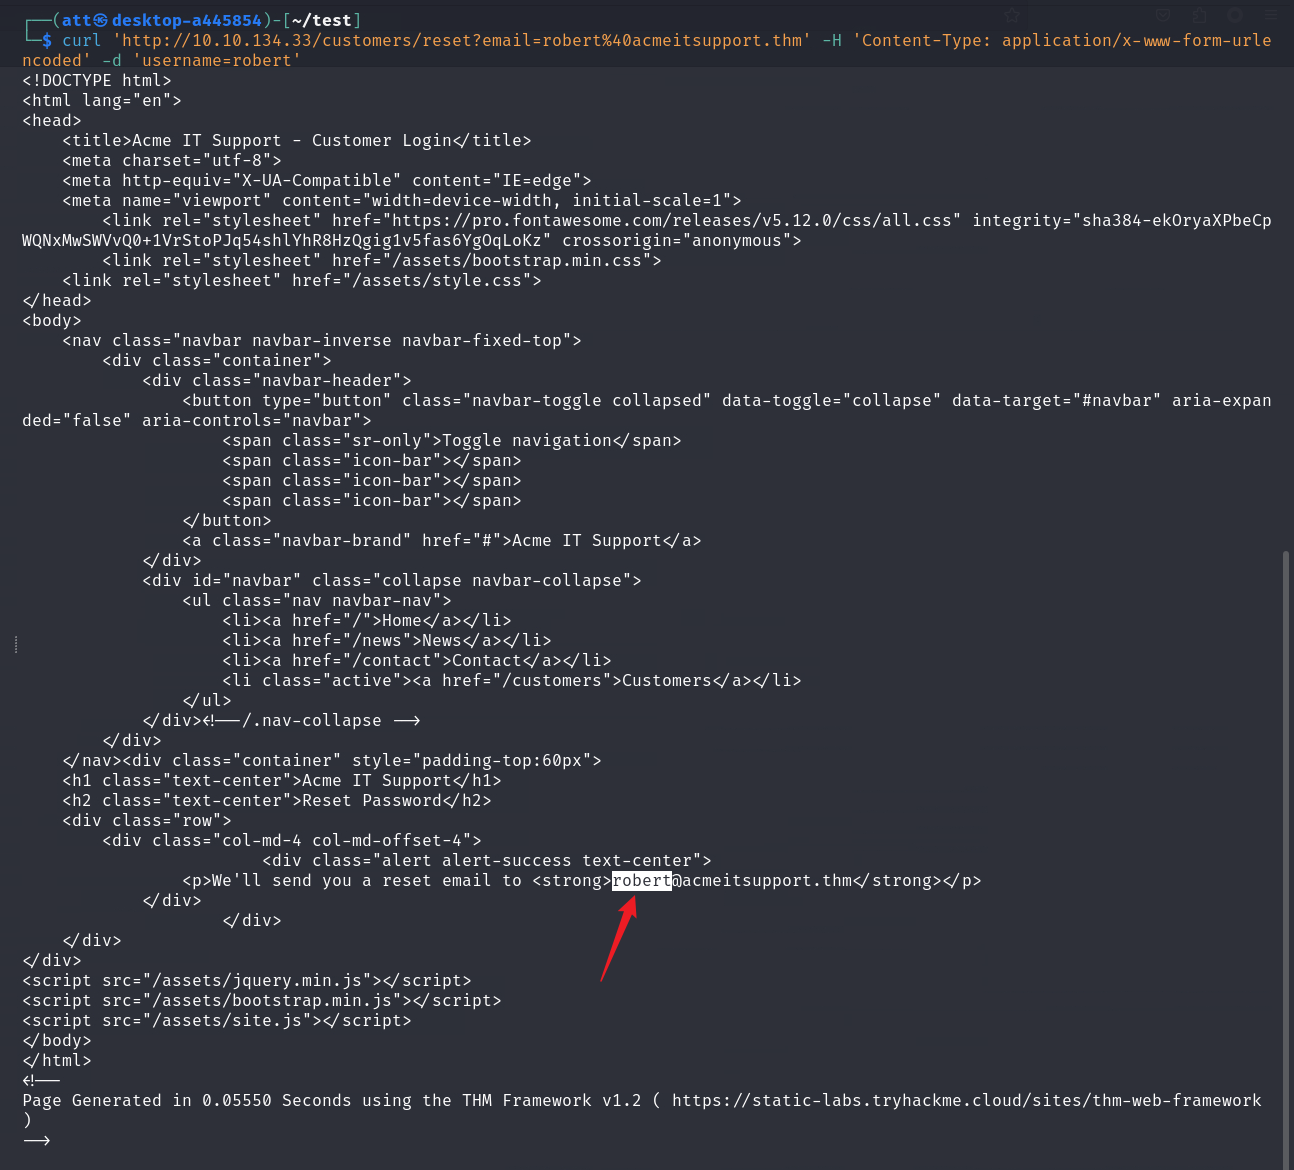 ┌──(att㉿desktop-a445854)-[~/test]
└─$ curl 'http://10.10.134.33/customers/reset?email=robert%40acmeitsupport.thm' -H 'Content-Type: application/x-www-form-urle
ncoded' -d 'username=robert'
<!DOCTYPE html>
<html lang="en">
<head>
    <title>Acme IT Support - Customer Login</title>
    <meta charset="utf-8">
    <meta http-equiv="X-UA-Compatible" content="IE=edge">
    <meta name="viewport" content="width=device-width, initial-scale=1">
        <link rel="stylesheet" href="https://pro.fontawesome.com/releases/v5.12.0/css/all.css" integrity="sha384-ekOryaXPbeCp
WQNxMwSWVvQ0+1VrStoPJq54shlYhR8HzQgig1v5fas6YgOqLoKz" crossorigin="anonymous">
        <link rel="stylesheet" href="/assets/bootstrap.min.css">
    <link rel="stylesheet" href="/assets/style.css">
</head>
<body>
    <nav class="navbar navbar-inverse navbar-fixed-top">
        <div class="container">
            <div class="navbar-header">
                <button type="button" class="navbar-toggle collapsed" data-toggle="collapse" data-target="#navbar" aria-expan
ded="false" aria-controls="navbar">
                    <span class="sr-only">Toggle navigation</span>
                    <span class="icon-bar"></span>
                    <span class="icon-bar"></span>
                    <span class="icon-bar"></span>
                </button>
                <a class="navbar-brand" href="#">Acme IT Support</a>
            </div>
            <div id="navbar" class="collapse navbar-collapse">
                <ul class="nav navbar-nav">
                    <li><a href="/">Home</a></li>
                    <li><a href="/news">News</a></li>
                    <li><a href="/contact">Contact</a></li>
                    <li class="active"><a href="/customers">Customers</a></li>
                </ul>
            </div><!--/.nav-collapse -->
        </div>
    </nav><div class="container" style="padding-top:60px">
    <h1 class="text-center">Acme IT Support</h1>
    <h2 class="text-center">Reset Password</h2>
    <div class="row">
        <div class="col-md-4 col-md-offset-4">
                        <div class="alert alert-success text-center">
                <p>We'll send you a reset email to <strong>robert@acmeitsupport.thm</strong></p>
            </div>
                    </div>
    </div>
</div>
<script src="/assets/jquery.min.js"></script>
<script src="/assets/bootstrap.min.js"></script>
<script src="/assets/site.js"></script>
</body>
</html>
<!--
Page Generated in 0.05550 Seconds using the THM Framework v1.2 ( https://static-labs.tryhackme.cloud/sites/thm-web-framework
)
-->